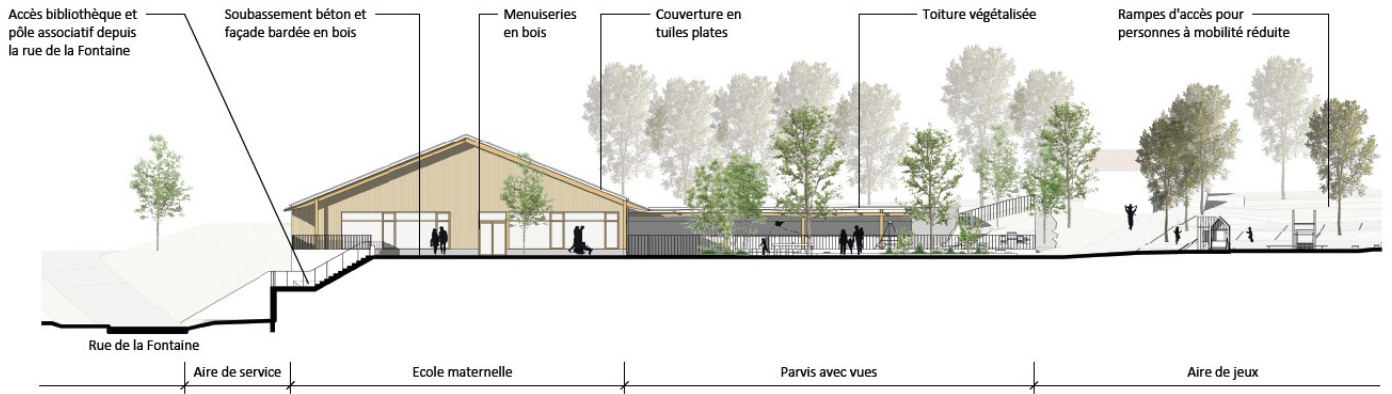 Accès bibliothèque et
pôle associatif depuis
la rue de la Fontaine
Soubassement béton et
façade bardée en bois
Menuiseries
en bois
Couverture en
tuiles plates
Toiture végétalisée
Rampes d'accès pour
personnes à mobilité réduite
Rue de la Fontaine
Aire de service
Ecole maternelle
Parvis avec vues
Aire de jeux